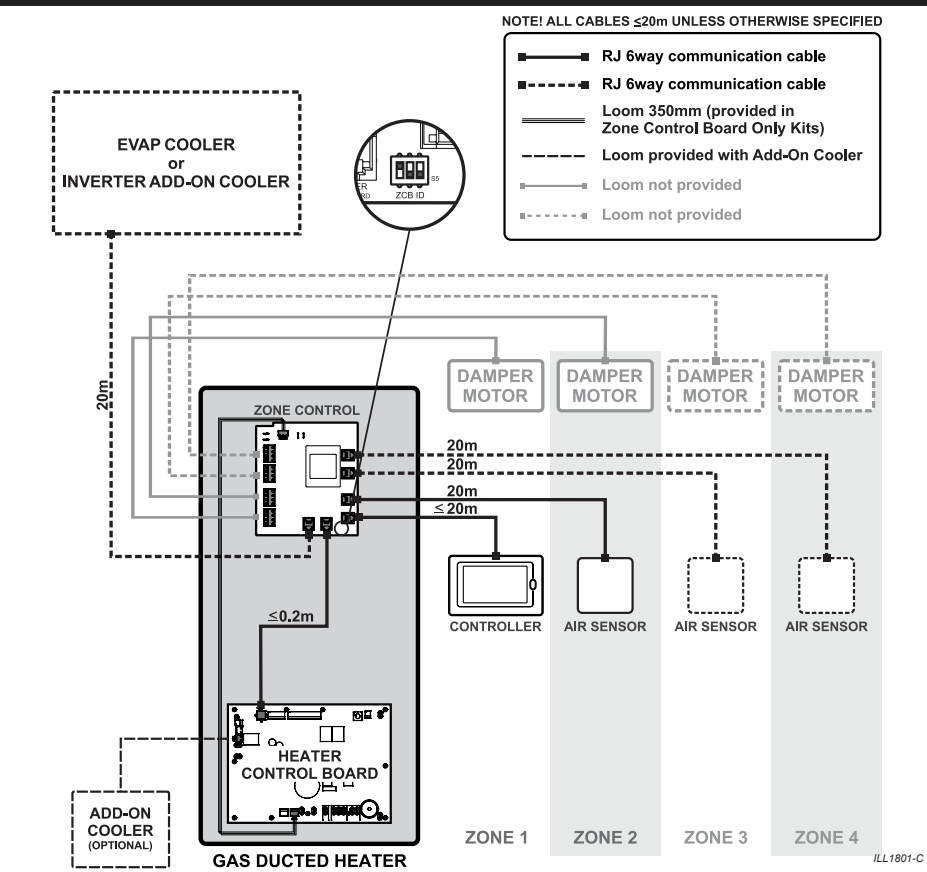 NOTE! ALL CABLES ≤20m UNLESS OTHERWISE SPECIFIED
RJ 6way communication cable
RJ 6way communication cable
Loom 350mm (provided in
Zone Control Board Only Kits)
Loom provided with Add-On Cooler
Loom not provided
Loom not provided
EVAP COOLER
or
INVERTER ADD-ON COOLER
S5
ZCB ID
20m
DAMPER
MOTOR
DAMPER
MOTOR
DAMPER
MOTOR
DAMPER
MOTOR
ZONE CONTROL
20m
20m
20m
≤ 20m
≤0.2m
CONTROLLER
AIR SENSOR
AIR SENSOR
AIR SENSOR
HEATER
CONTROL BOARD
ADD-ON
COOLER
(OPTIONAL)
GAS DUCTED HEATER
ZONE 1
ZONE 2
ZONE 3
ZONE 4
ILL1801-C